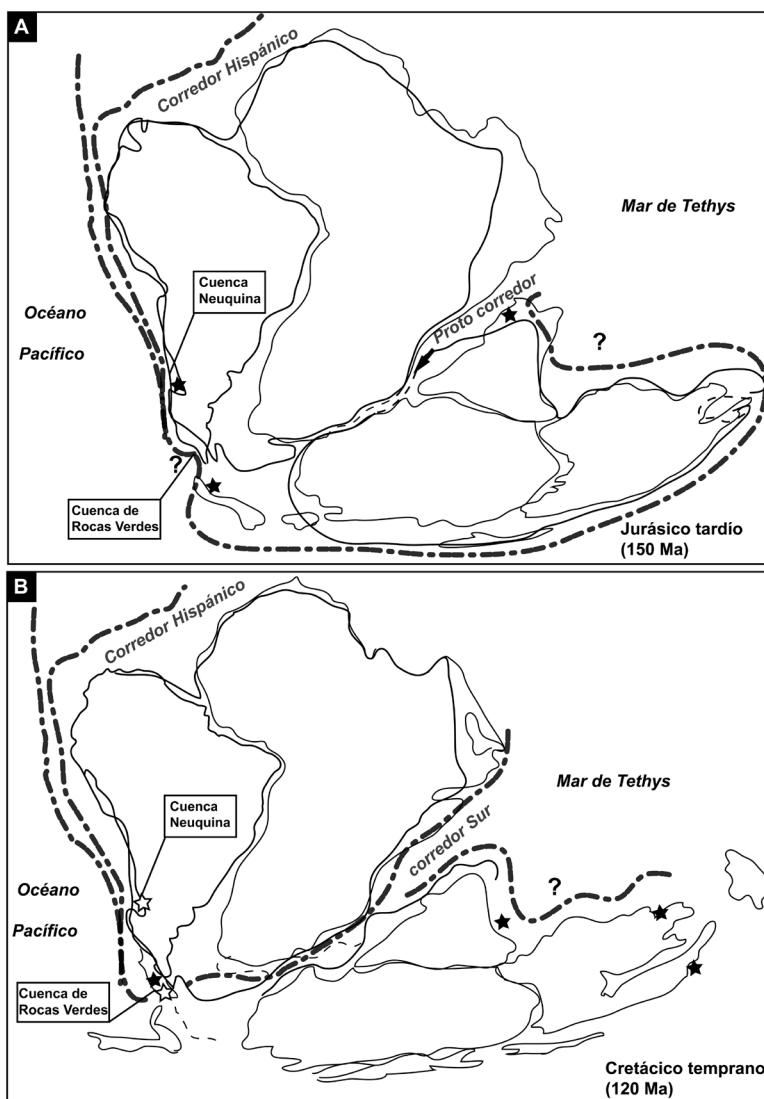 A
Corredor Hispánico
Mar de Tethys
Cuenca
Neuquina
Océano
Pacífico
Proto corredor
?
?
Cuenca de
Rocas Verdes
Jurásico tardío
(150 Ma)
B
Corredor Hispánico
Mar de Tethys
Cuenca
Neuquina
corredor Sur
?
Océano
Pacífico
Cuenca de
Rocas Verdes
Cretácico temprano
(120 Ma)